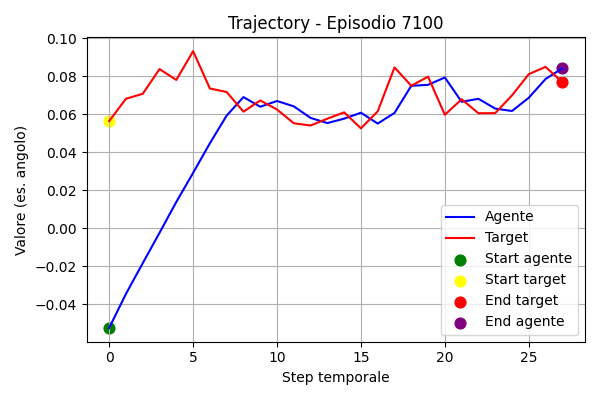 Trajectory - Episodio 7100
Valore (es. angolo)
0.10
0.08
0.06
0.04
0.02
0.00
−0.02
−0.04
0
5
10
15
20
25
Step temporale
Agente
Target
Start agente
Start target
End target
End agente